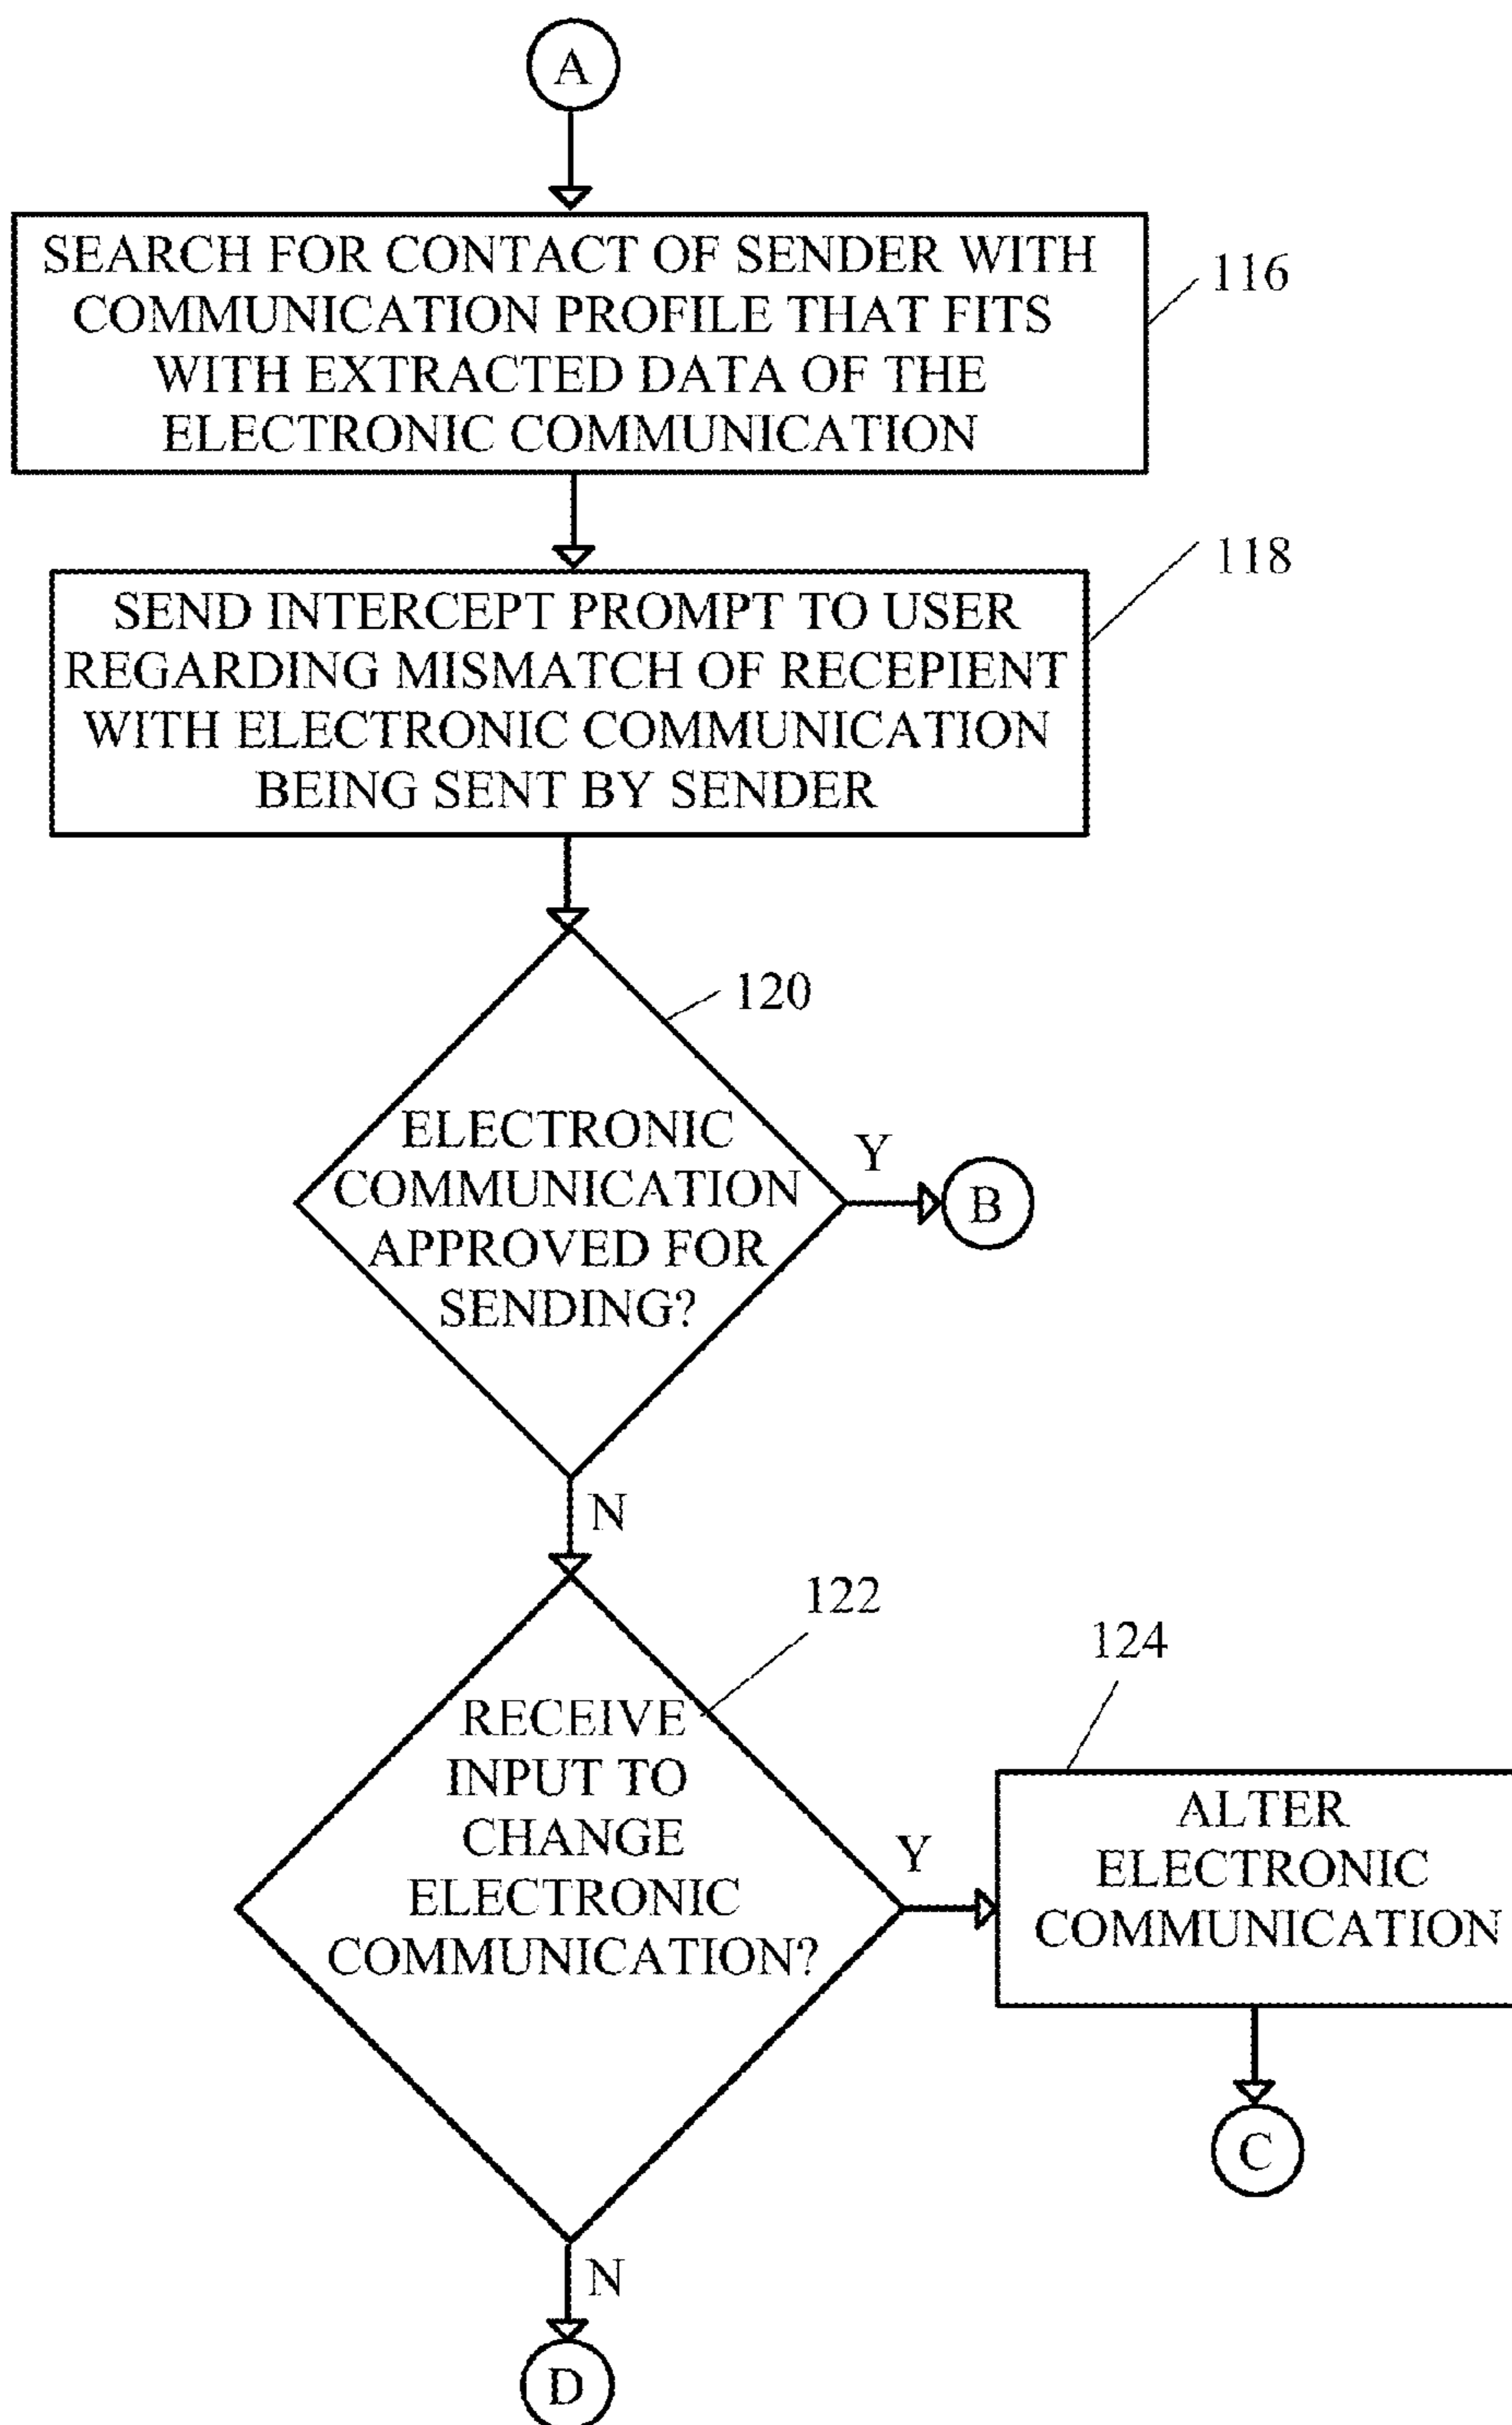 A
SEARCH FOR CONTACT OF SENDER WITH
COMMUNICATION PROFILE THAT FITS
WITH EXTRACTED DATA OF THE
ELECTRONIC COMMUNICATION
116
SEND INTERCEPT PROMPT TO USER
REGARDING MISMATCH OF RECEPIENT
WITH ELECTRONIC COMMUNICATION
BEING SENT BY SENDER
118
120
ELECTRONIC
COMMUNICATION
APPROVED FOR
SENDING?
Y
B
N
122
RECEIVE
INPUT TO
CHANGE
ELECTRONIC
COMMUNICATION?
Y
124
ALTER
ELECTRONIC
COMMUNICATION
C
N
D